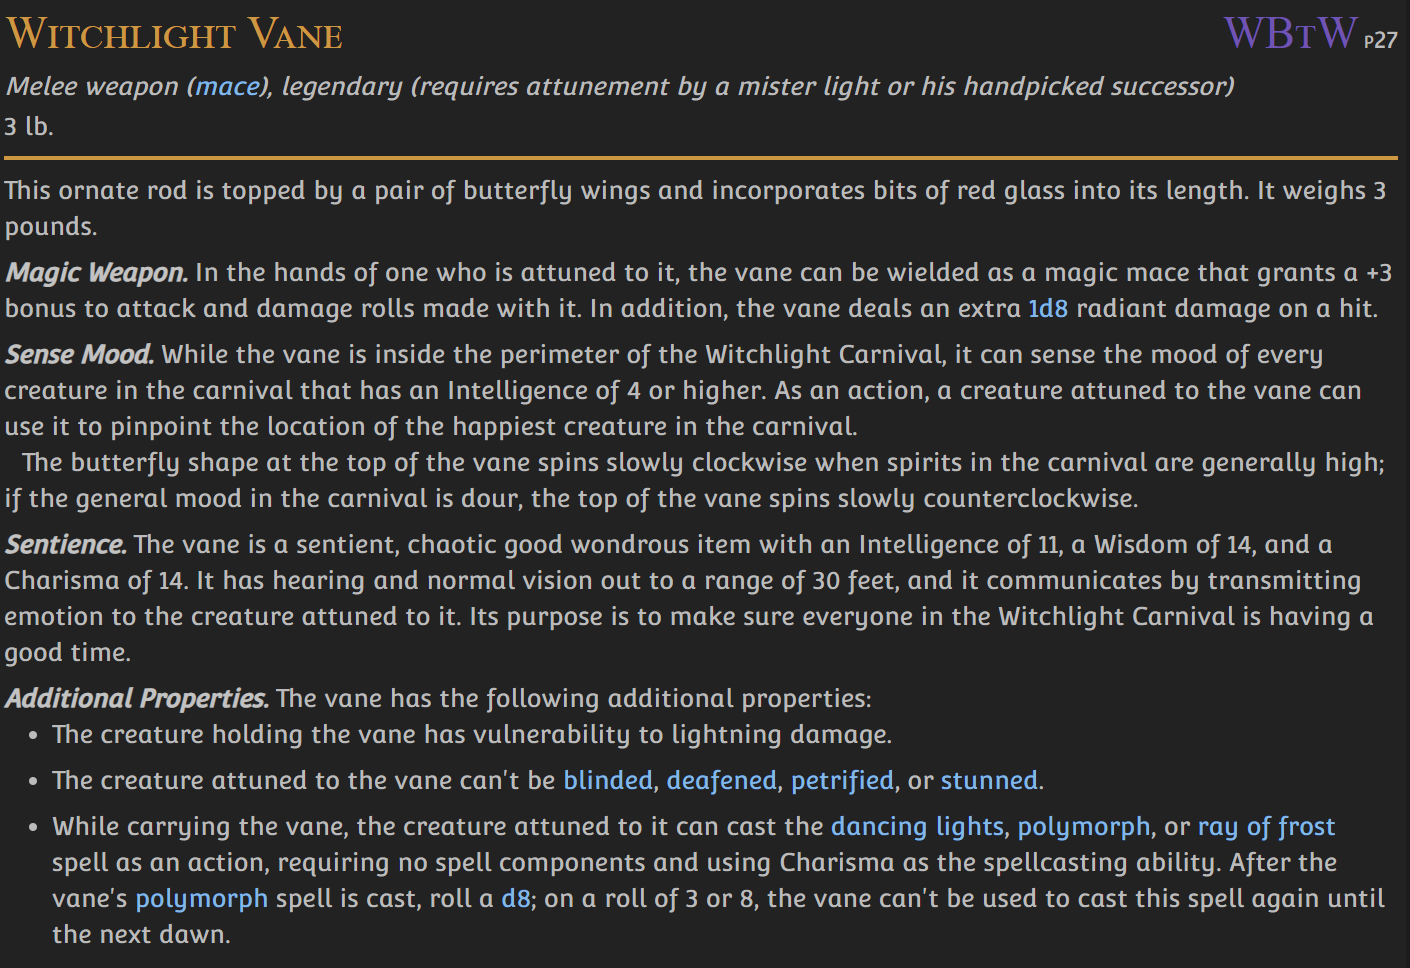 Witchlight Vane
WBtW p27
Melee weapon (mace), legendary (requires attunement by a mister light or his handpicked successor)
3 lb.
This ornate rod is topped by a pair of butterfly wings and incorporates bits of red glass into its length. It weighs 3
pounds.
Magic Weapon. In the hands of one who is attuned to it, the vane can be wielded as a magic mace that grants a +3
bonus to attack and damage rolls made with it. In addition, the vane deals an extra 1d8 radiant damage on a hit.
Sense Mood. While the vane is inside the perimeter of the Witchlight Carnival, it can sense the mood of every
creature in the carnival that has an Intelligence of 4 or higher. As an action, a creature attuned to the vane can
use it to pinpoint the location of the happiest creature in the carnival.
The butterfly shape at the top of the vane spins slowly clockwise when spirits in the carnival are generally high;
if the general mood in the carnival is dour, the top of the vane spins slowly counterclockwise.
Sentience. The vane is a sentient, chaotic good wondrous item with an Intelligence of 11, a Wisdom of 14, and a
Charisma of 14. It has hearing and normal vision out to a range of 30 feet, and it communicates by transmitting
emotion to the creature attuned to it. Its purpose is to make sure everyone in the Witchlight Carnival is having a
good time.
Additional Properties. The vane has the following additional properties:
• The creature holding the vane has vulnerability to lightning damage.
• The creature attuned to the vane can't be blinded, deafened, petrified, or stunned.
• While carrying the vane, the creature attuned to it can cast the dancing lights, polymorph, or ray of frost
spell as an action, requiring no spell components and using Charisma as the spellcasting ability. After the
vane's polymorph spell is cast, roll a d8; on a roll of 3 or 8, the vane can't be used to cast this spell again until
the next dawn.